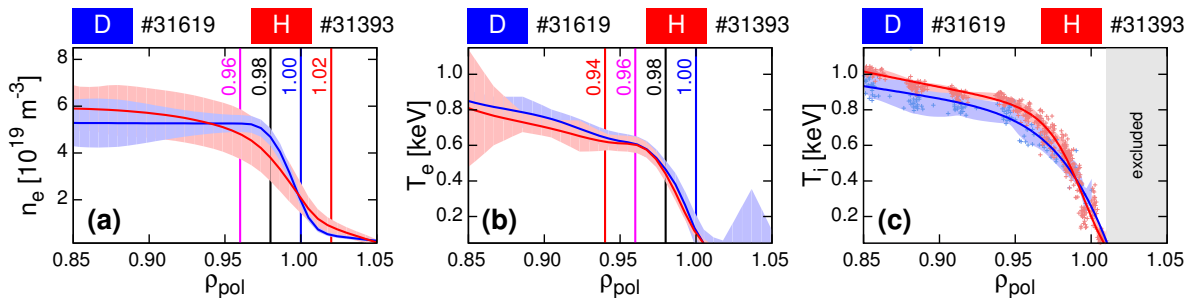 D #31619 H #31393
D #31619 H #31393
D #31619 H #31393
n_e [10^19 m^-3]
8
6
4
2
0.96
0.98
1.00
1.02
(a)
0.85 0.90 0.95 1.00 1.05
ρ_pol
T_e [keV]
1.0
0.8
0.6
0.4
0.2
0.94
0.96
0.98
1.00
(b)
0.85 0.90 0.95 1.00 1.05
ρ_pol
T_i [keV]
1.0
0.8
0.6
0.4
0.2
excluded
(c)
0.85 0.90 0.95 1.00 1.05
ρ_pol